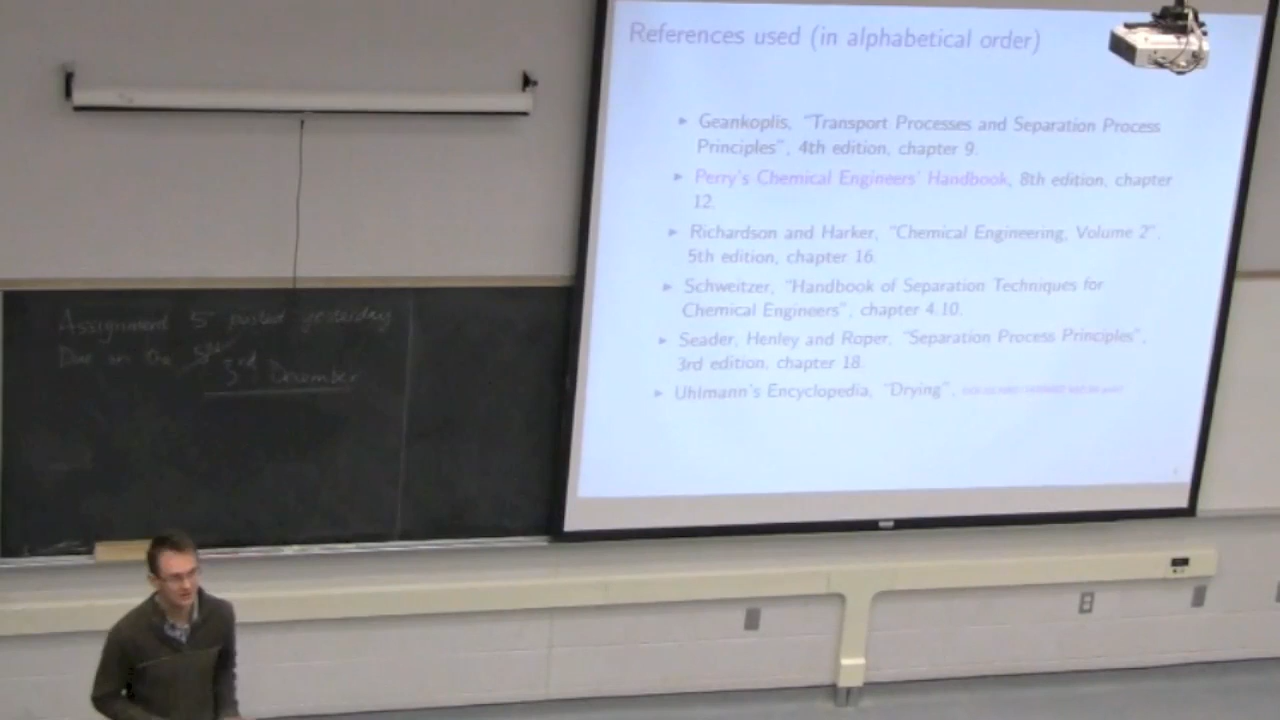 References used (in alphabetical order)
Geankoplis, "Transport Processes and Separation Process
Principles", 4th edition, chapter 9.
Perry's Chemical Engineers' Handbook, 8th edition, chapter
12.
Richardson and Harker, "Chemical Engineering, Volume 2",
5th edition, chapter 16.
Schweitzer, "Handbook of Separation Techniques for
Chemical Engineers", chapter 4.10.
Seader, Henley and Roper, "Separation Process Principles",
3rd edition, chapter 18.
Uhlmann's Encyclopedia, "Drying",
Assignment 5 posted yesterday
Due on the
3rd December